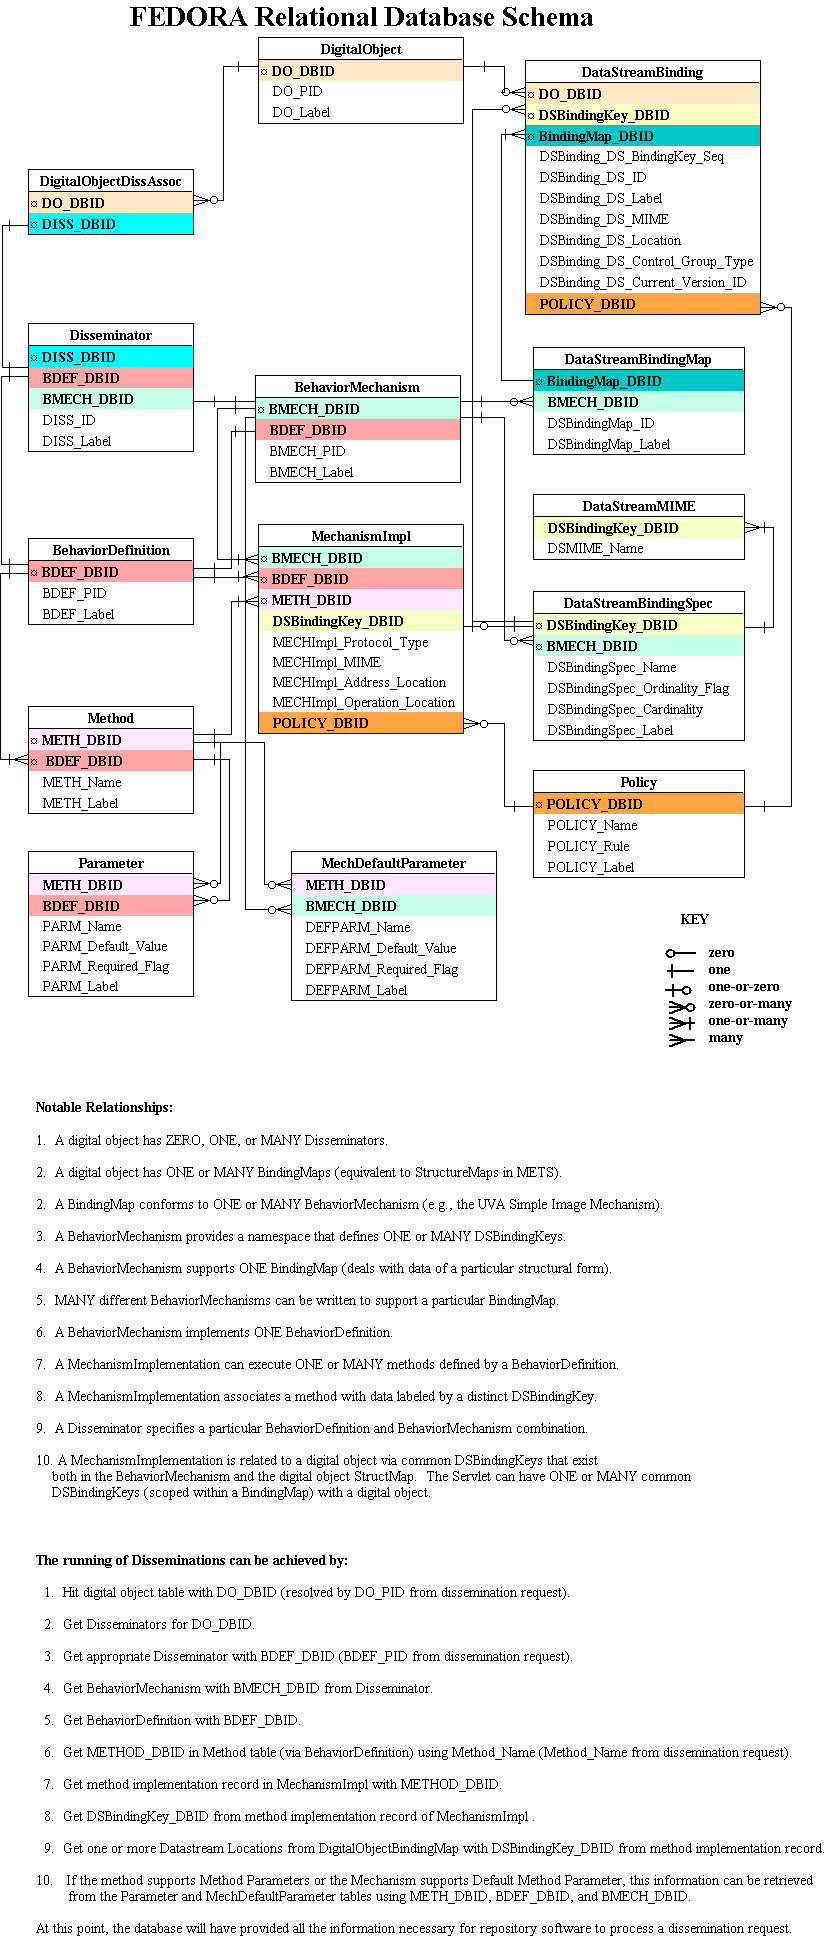 FEDORA Relational Database Schema
DigitalObject
¤ DO_DBID
DO_PID
DO_Label
DataStreamBinding
¤ DO_DBID
¤ DSBindingKey_DBID
¤ BindingMap_DBID
DSBinding_DS_BindingKey_Seq
DSBinding_DS_ID
DSBinding_DS_Label
DSBinding_DS_MIME
DSBinding_DS_Location
DSBinding_DS_Control_Group_Type
DSBinding_DS_Current_Version_ID
POLICY_DBID
DigitalObjectDissAssoc
¤ DO_DBID
¤ DISS_DBID
Disseminator
¤ DISS_DBID
BDEF_DBID
BMECH_DBID
DISS_ID
DISS_Label
BehaviorMechanism
¤ BMECH_DBID
BDEF_DBID
BMECH_PID
BMECH_Label
DataStreamBindingMap
¤ BindingMap_DBID
BMECH_DBID
DSBindingMap_ID
DSBindingMap_Label
DataStreamMIME
DSBindingKey_DBID
DSMIME_Name
BehaviorDefinition
¤ BDEF_DBID
BDEF_PID
BDEF_Label
MechanismImpl
¤ BMECH_DBID
¤ BDEF_DBID
¤ METH_DBID
DSBindingKey_DBID
MECHImpl_Protocol_Type
MECHImpl_MIME
MECHImpl_Address_Location
MECHImpl_Operation_Location
POLICY_DBID
DataStreamBindingSpec
¤ DSBindingKey_DBID
¤ BMECH_DBID
DSBindingSpec_Name
DSBindingSpec_Ordinality_Flag
DSBindingSpec_Cardinality
DSBindingSpec_Label
Method
¤ METH_DBID
¤ BDEF_DBID
METH_Name
METH_Label
Policy
¤ POLICY_DBID
POLICY_Name
POLICY_Rule
POLICY_Label
Parameter
METH_DBID
BDEF_DBID
PARM_Name
PARM_Default_Value
PARM_Required_Flag
PARM_Label
MechDefaultParameter
METH_DBID
BMECH_DBID
DEFPARM_Name
DEFPARM_Default_Value
DEFPARM_Required_Flag
DEFPARM_Label
KEY
zero
one
one-or-zero
zero-or-many
one-or-many
many
Notable Relationships:
1. A digital object has ZERO, ONE, or MANY Disseminators.
2. A digital object has ONE or MANY BindingMaps (equivalent to StructureMaps in METS).
2. A BindingMap conforms to ONE or MANY BehaviorMechanism (e.g., the UVA Simple Image Mechanism).
3. A BehaviorMechanism provides a namespace that defines ONE or MANY DSBindingKeys.
4. A BehaviorMechanism supports ONE BindingMap (deals with data of a particular structural form).
5. MANY different BehaviorMechanisms can be written to support a particular BindingMap.
6. A BehaviorMechanism implements ONE BehaviorDefinition.
7. A MechanismImplementation can execute ONE or MANY methods defined by a BehaviorDefinition.
8. A MechanismImplementation associates a method with data labeled by a distinct DSBindingKey.
9. A Disseminator specifies a particular BehaviorDefinition and BehaviorMechanism combination.
10. A MechanismImplementation is related to a digital object via common DSBindingKeys that exist
both in the BehaviorMechanism and the digital object StructMap. The Servlet can have ONE or MANY common
DSBindingKeys (scoped within a BindingMap) with a digital object.
The running of Disseminations can be achieved by:
1. Hit digital object table with DO_DBID (resolved by DO_PID from dissemination request).
2. Get Disseminators for DO_DBID.
3. Get appropriate Disseminator with BDEF_DBID (BDEF_PID from dissemination request).
4. Get BehaviorMechanism with BMECH_DBID from Disseminator.
5. Get BehaviorDefinition with BDEF_DBID.
6. Get METHOD_DBID in Method table (via BehaviorDefinition) using Method_Name (Method_Name from dissemination request).
7. Get method implementation record in MechanismImpl with METHOD_DBID.
8. Get DSBindingKey_DBID from method implementation record of MechanismImpl .
9. Get one or more Datastream Locations from DigitalObjectBindingMap with DSBindingKey_DBID from method implementation record.
10. If the method supports Method Parameters or the Mechanism supports Default Method Parameter, this information can be retrieved
from the Parameter and MechDefaultParameter tables using METH_DBID, BDEF_DBID, and BMECH_DBID.
At this point, the database will have provided all the information necessary for repository software to process a dissemination request.